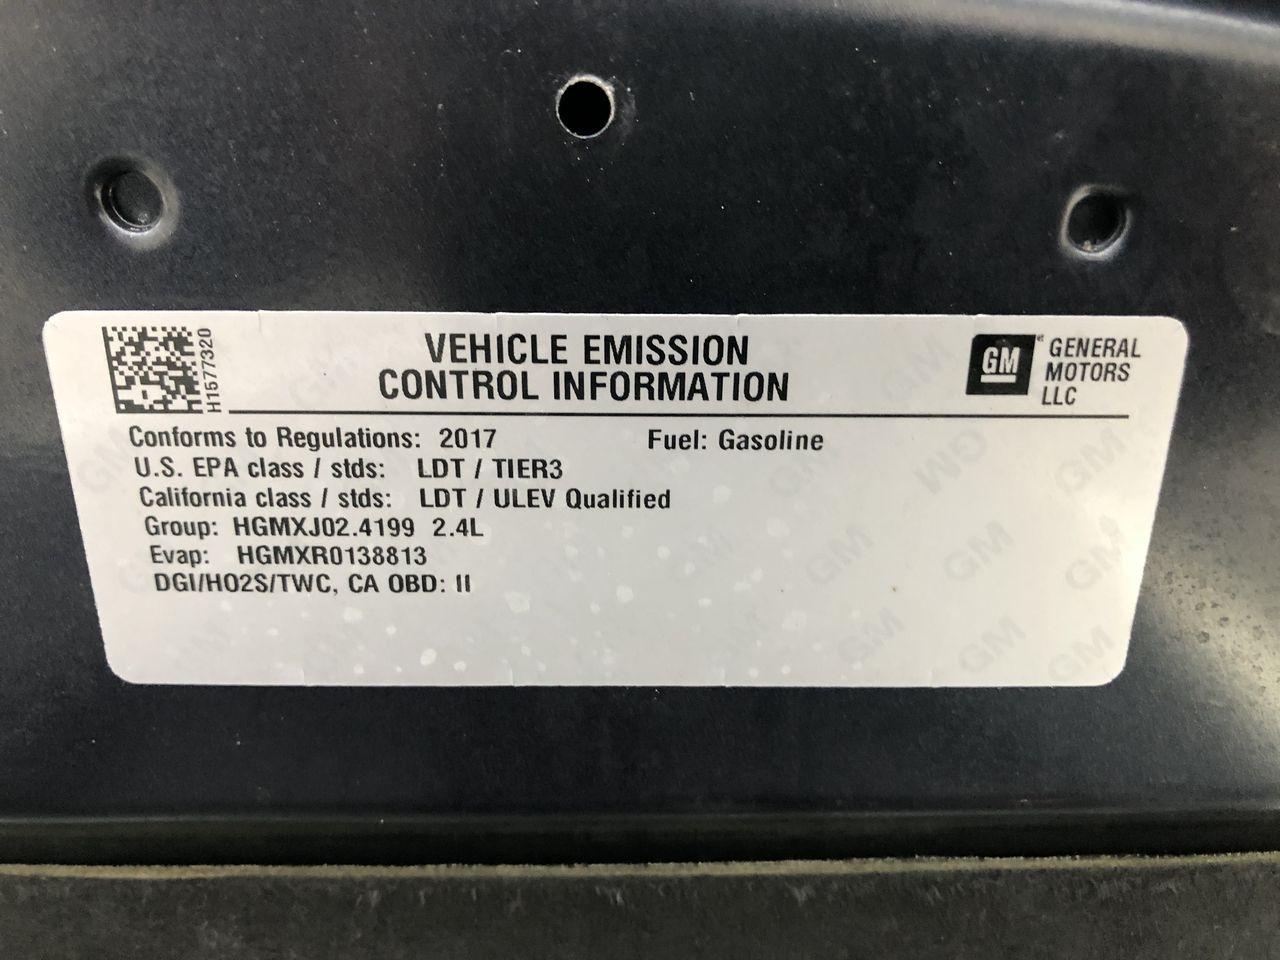 H1577320
VEHICLE EMISSION
CONTROL INFORMATION
GM
GENERAL
MOTORS
LLC
Conforms to Regulations: 2017 Fuel: Gasoline
U.S. EPA class / stds: LDT / TIER3
California class / stds: LDT / ULEV Qualified
Group: HGMXJ02.4199 2.4L
Evap: HGMXR0138813
DGI/HO2S/TWC, CA OBD: II